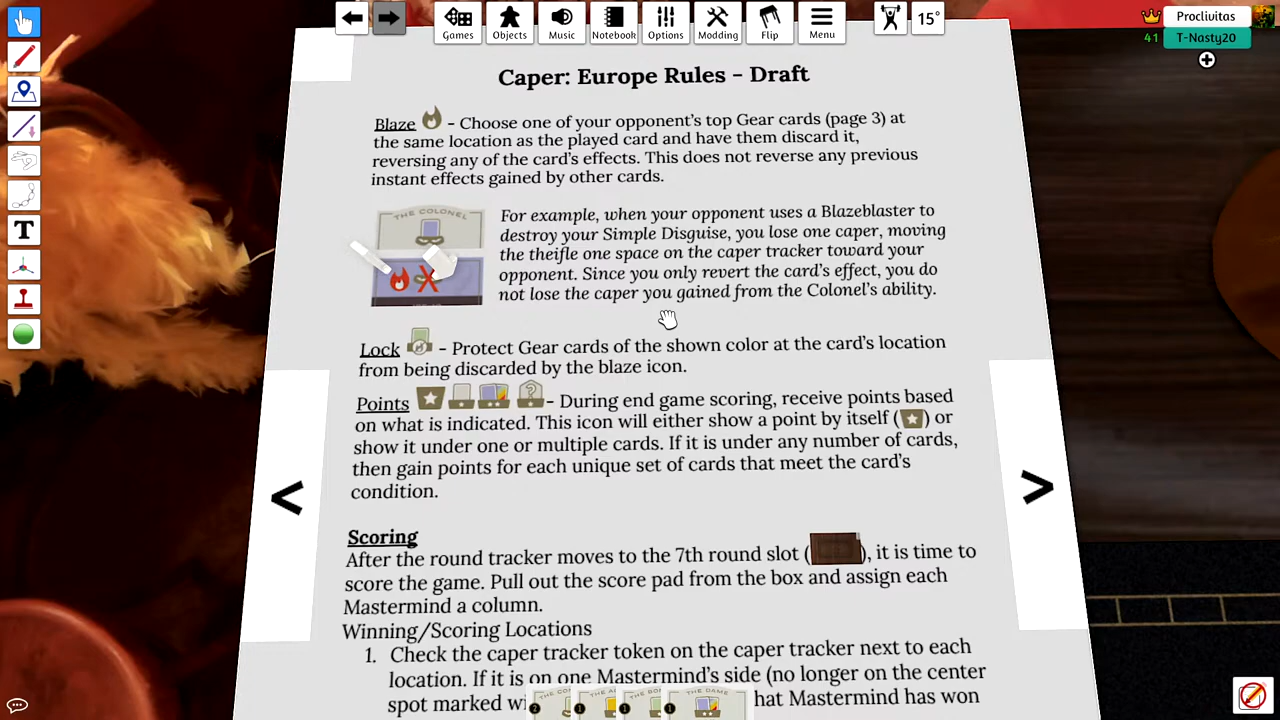 Games
Objects
Music
Notebook
Options
Modding
Flip
Menu
15°
Proclivitas
41
T-Nasty20
T
Caper: Europe Rules - Draft
Blaze - Choose one of your opponent's top Gear cards (page 3) at
the same location as the played card and have them discard it,
reversing any of the card's effects. This does not reverse any previous
instant effects gained by other cards.
THE COLONEL
For example, when your opponent uses a Blazeblaster to
destroy your Simple Disguise, you lose one caper, moving
the theifle one space on the caper tracker toward your
opponent. Since you only revert the card's effect, you do
not lose the caper you gained from the Colonel's ability.
Lock - Protect Gear cards of the shown color at the card's location
from being discarded by the blaze icon.
Points - During end game scoring, receive points based
on what is indicated. This icon will either show a point by itself ( ) or
show it under one or multiple cards. If it is under any number of cards,
then gain points for each unique set of cards that meet the card's
condition.
< >
Scoring
After the round tracker moves to the 7th round slot ( ), it is time to
score the game. Pull out the score pad from the box and assign each
Mastermind a column.
Winning/Scoring Locations
1. Check the caper tracker token on the caper tracker next to each
location. If it is on one Mastermind's side (no longer on the center
spot marked hat Mastermind has won
2 1 1 1
THE DAME